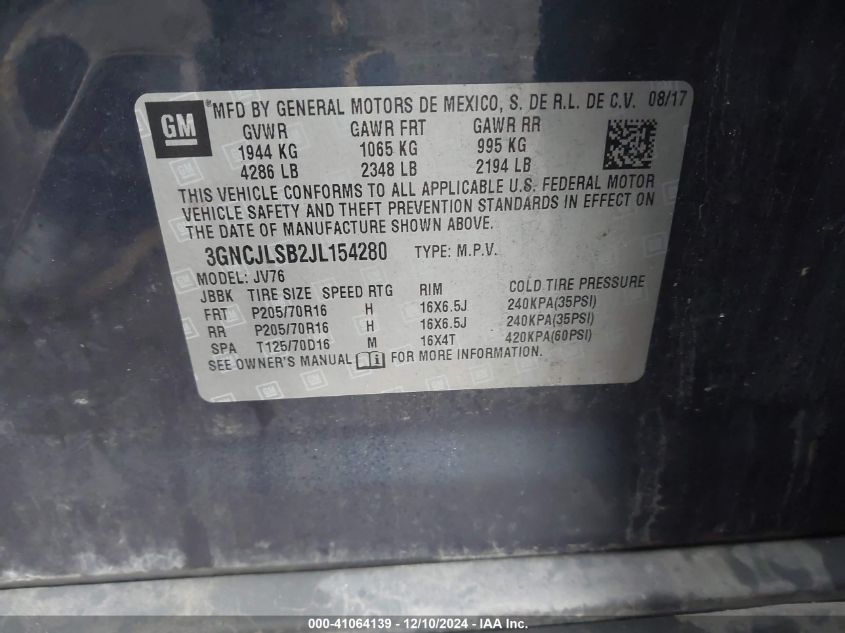 GM
®MFD BY GENERAL MOTORS DE MEXICO, S. DE R.L. DE C.V. 08/17
GVWR GAWR FRT GAWR RR
1944 KG 1065 KG 995 KG
4286 LB 2348 LB 2194 LB
THIS VEHICLE CONFORMS TO ALL APPLICABLE U.S. FEDERAL MOTOR
VEHICLE SAFETY AND THEFT PREVENTION STANDARDS IN EFFECT ON
THE DATE OF MANUFACTURE SHOWN ABOVE.
3GNCJLSB2JL154280 TYPE: M.P.V.
MODEL: JV76
JBBK TIRE SIZE SPEED RTG RIM COLD TIRE PRESSURE
FRT P205/70R16 H 16X6.5J 240KPA(35PSI)
RR P205/70R16 H 16X6.5J 240KPA(35PSI)
SPA T125/70D16 M 16X4T 420KPA(60PSI)
SEE OWNER'S MANUAL FOR MORE INFORMATION.
000-41064139 - 12/10/2024 - IAA Inc.